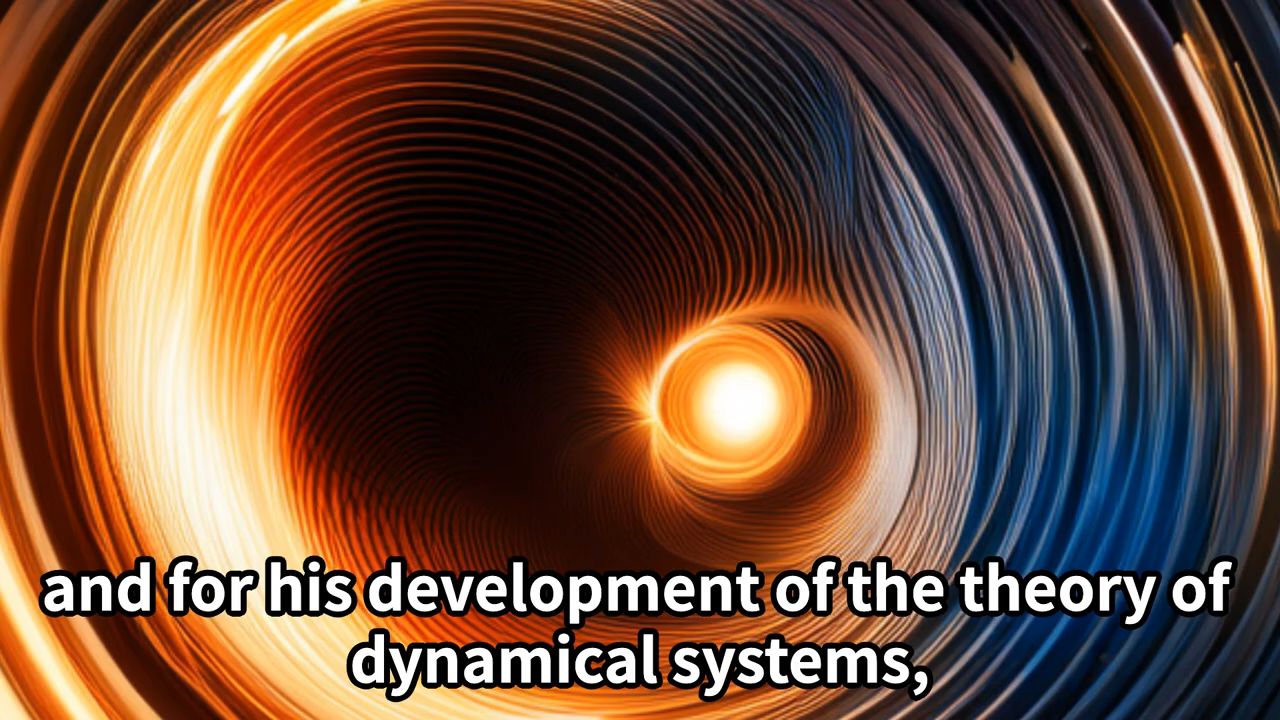 and for his development of the theory of
dynamical systems,